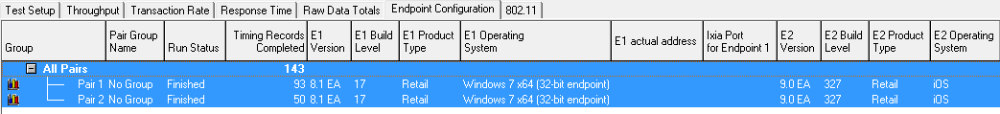 Test Setup Throughput Transaction Rate Response Time Raw Data Totals Endpoint Configuration 802.11
Group Pair Group Name Run Status Timing Records Completed E1 Version E1 Build Level E1 Product Type E1 Operating System E1 actual address Ixia Port for Endpoint 1 E2 Version E2 Build Level E2 Product Type E2 Operating System
All Pairs 143
Pair 1 No Group Finished 93 8.1 EA 17 Retail Windows 7 x64 (32-bit endpoint) 9.0 EA 327 Retail iOS
Pair 2 No Group Finished 50 8.1 EA 17 Retail Windows 7 x64 (32-bit endpoint) 9.0 EA 327 Retail iOS